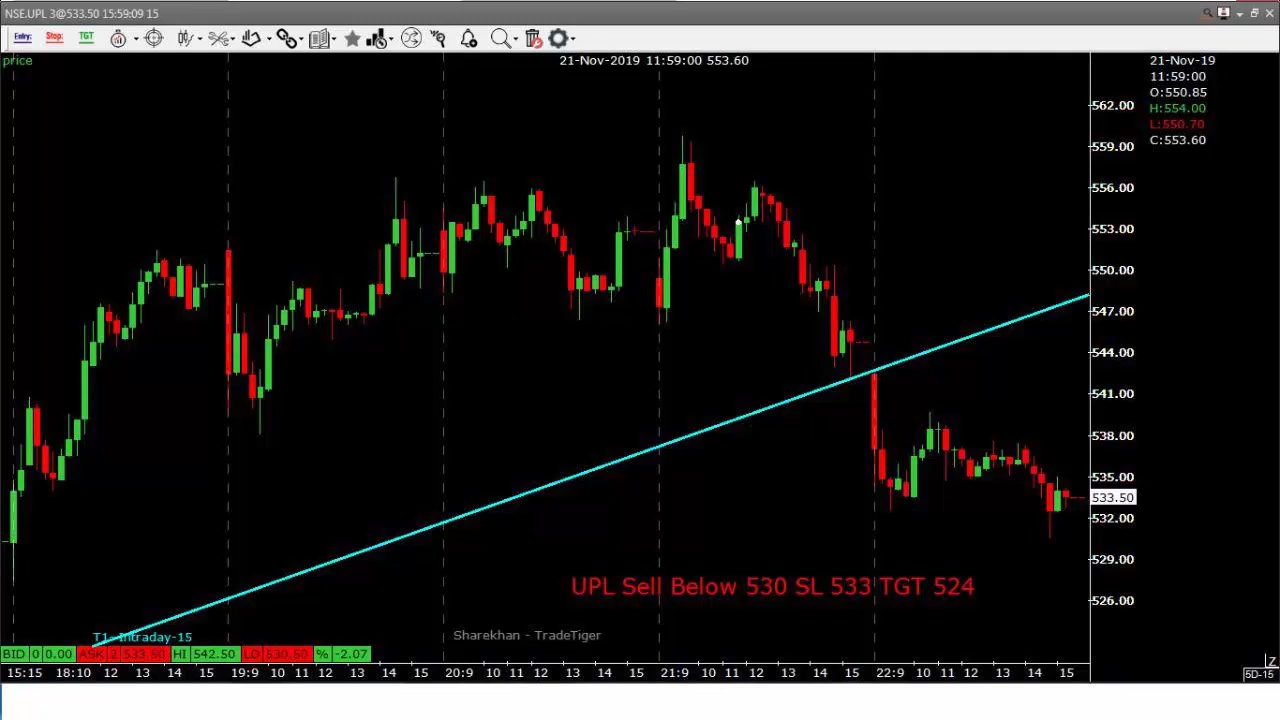 NSE.UPL 3@533.50 15:59:09 15
Entry: Stop: TGT
price
21-Nov-2019 11:59:00 553.60
21-Nov-19
11:59:00
O:550.85
H:554.00
L:550.70
C:553.60
562.00
559.00
556.00
553.00
550.00
547.00
544.00
541.00
538.00
535.00
533.50
532.00
529.00
526.00
UPL Sell Below 530 SL 533 TGT 524
Sharekhan - TradeTiger
T1-Intraday-15
BID 0 0.00 ASK 2 533.50 HI 542.50 LO 530.50 % -2.07
15:15 18:10 12 13 14 15 19:9 10 11 12 13 14 15 20:9 10 11 12 13 14 15 21:9 10 11 12 13 14 15 22:9 10 11 12 13 14 15
Z
5D-15